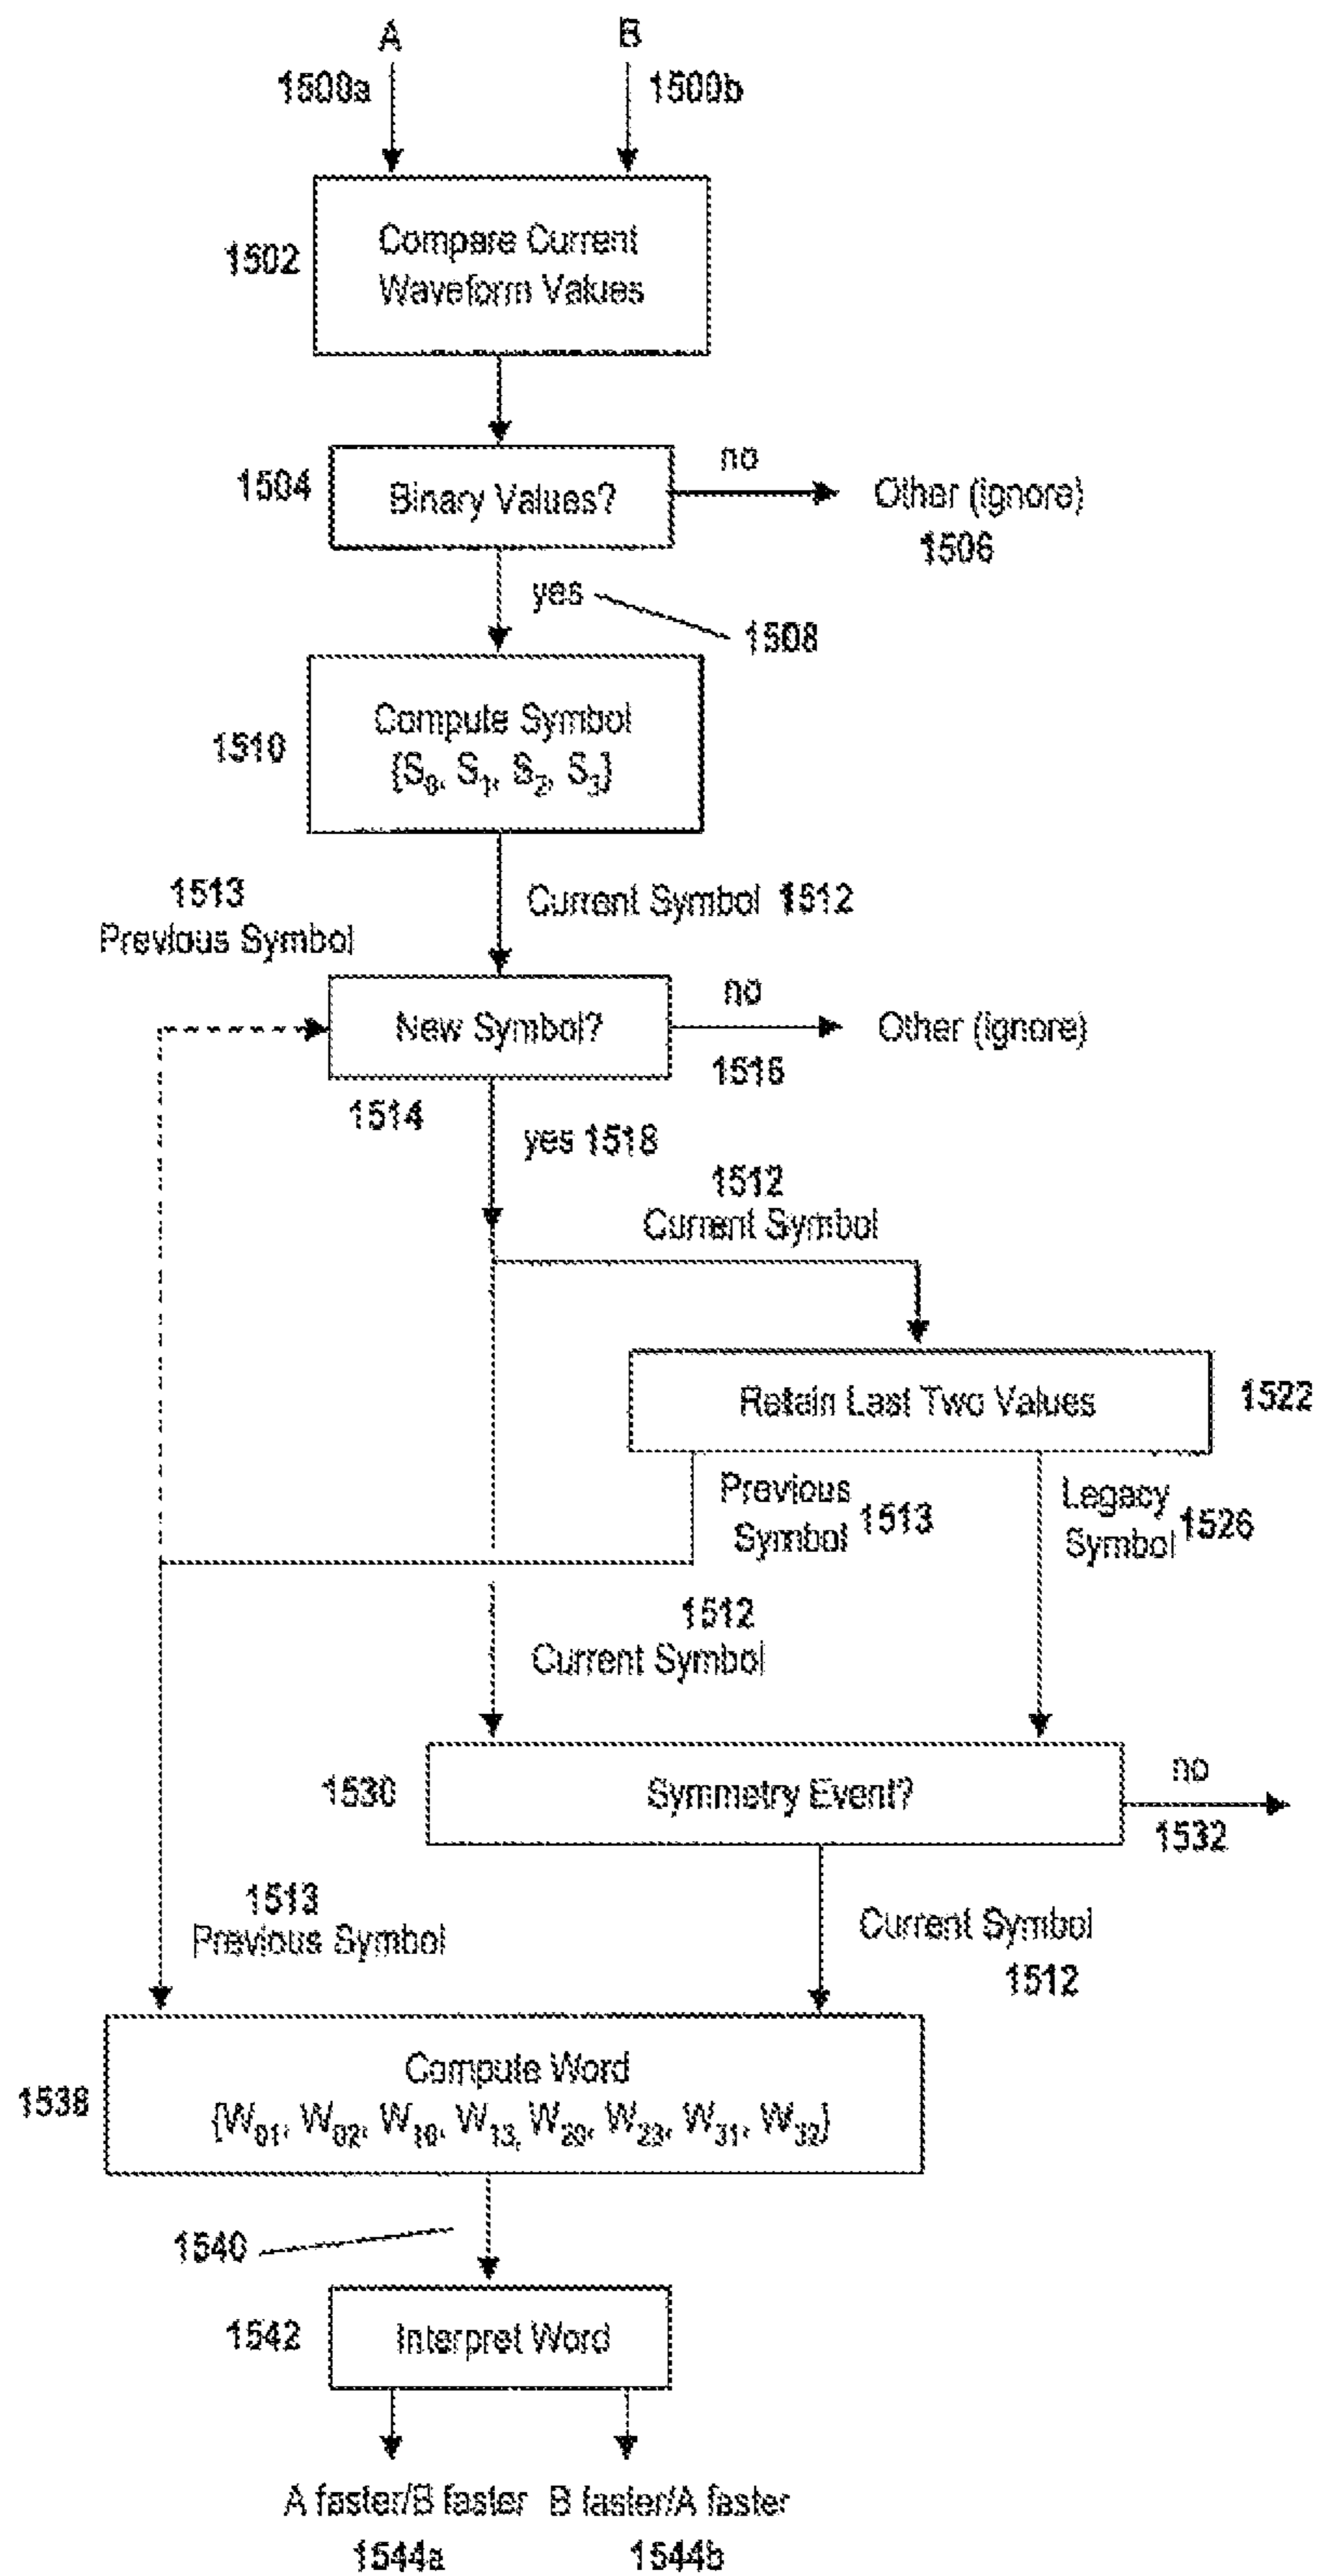 A
B
1500a
1500b
1502
Compare Current
Waveform Values
1504
Binary Values?
no
Other (ignore)
1506
yes
1508
1510
Compute Symbol
{S0, S1, S2, S3}
1513
Previous Symbol
Current Symbol 1512
New Symbol?
no
Other (ignore)
1516
1514
yes 1518
1512
Current Symbol
Retain Last Two Values
1522
Previous
Symbol 1513
Legacy
Symbol 1526
1512
Current Symbol
1530
Symmetry Event?
no
1532
1513
Previous Symbol
Current Symbol
1512
1538
Compute Word
{W01, W02, W10, W13, W20, W23, W31, W32}
1540
1542
Interpret Word
A faster/B faster
B faster/A faster
1544a
1544b